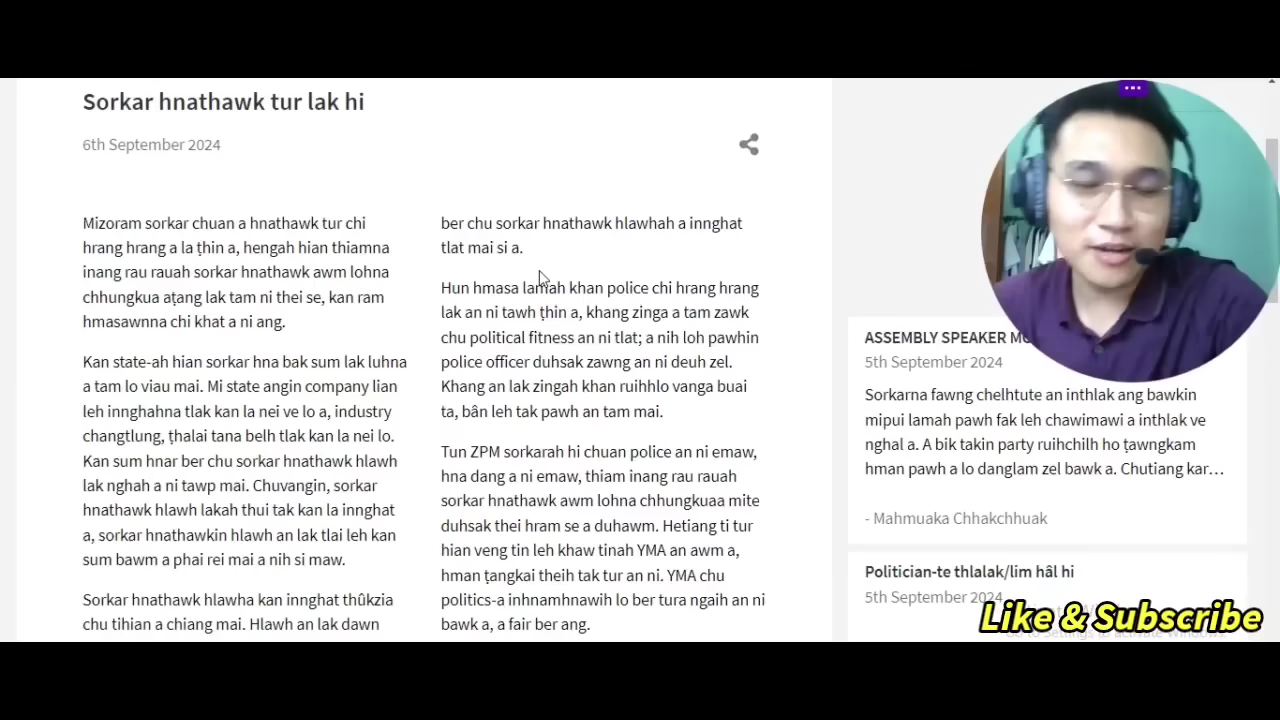 Sorkar hnathawk tur lak hi
6th September 2024
Mizoram sorkar chuan a hnathawk tur chi
hrang hrang a la ṭhin a, hengah hian thiamna
inang rau rauah sorkar hnathawk awm lohna
chhungkua aṭang lak tam ni thei se, kan ram
hmasawnna chi khat a ni ang.
Kan state-ah hian sorkar hna bak sum lak luhna
a tam lo viau mai. Mi state angin company lian
leh innghahna tlak kan la nei ve lo a, industry
changtlung, ṭhalai tana belh tlak kan la nei lo.
Kan sum hnar ber chu sorkar hnathawk hlawh
lak nghah a ni tawp mai. Chuvangin, sorkar
hnathawk hlawh lakah thui tak kan la innghat
a, sorkar hnathawkin hlawh an lak tlai leh kan
sum bawm a phai rei mai a nih si maw.
Sorkar hnathawk hlawha kan innghat thûkzia
chu tihian a chiang mai. Hlawh an lak dawn
ber chu sorkar hnathawk hlawhah a innghat
tlat mai si a.
Hun hmasa lamah khan police chi hrang hrang
lak an ni tawh ṭhin a, khang zinga a tam zawk
chu political fitness an ni tlat; a nih loh pawhin
police officer duhsak zawng an ni deuh zel.
Khang an lak zingah khan ruihhlo vanga buai
ta, bân leh tak pawh an tam mai.
Tun ZPM sorkarah hi chuan police an ni emaw,
hna dang a ni emaw, thiam inang rau rauah
sorkar hnathawk awm lohna chhungkuaa mite
duhsak thei hram se a duhawm. Hetiang ti tur
hian veng tin leh khaw tinah YMA an awm a,
hman ṭangkai theih tak tur an ni. YMA chu
politics-a inhnamhnawih lo ber tura ngaih an ni
bawk a, a fair ber ang.
ASSEMBLY SPEAKER
5th September 2024
Sorkarna fawng chelhtute an inthlak ang bawkin
mipui lamah pawh fak leh chawimawi a inthlak ve
nghal a. A bik takin party ruihchilh ho ṭawngkam
hman pawh a lo danglam zel bawk a. Chutiang kar…
- Mahmuaka Chhakchhuak
Politician-te thlalak/lim hâl hi
5th September 2024
Like & Subscribe